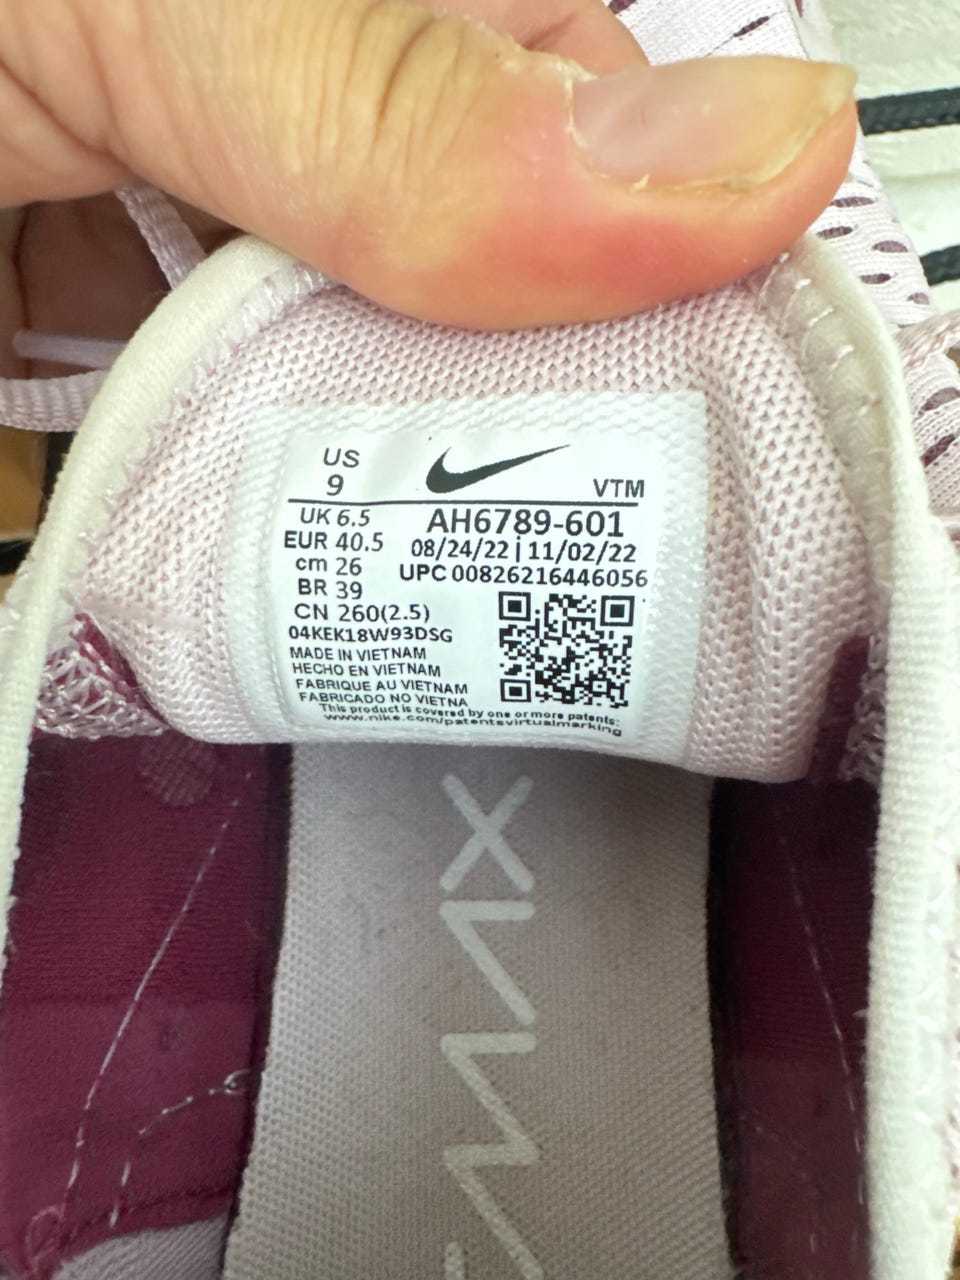 US
9
VTM
UK 6.5
EUR 40.5
cm 26
BR 39
CN 260(2.5)
AH6789-601
08/24/22 | 11/02/22
UPC 00826216446056
04KEK18W93DSG
MADE IN VIETNAM
HECHO EN VIETNAM
FABRIQUE AU VIETNAM
FABRICADO NO VIETNA
This product is covered by one or more patents:
www.nike.com/patentsvirtualmarking